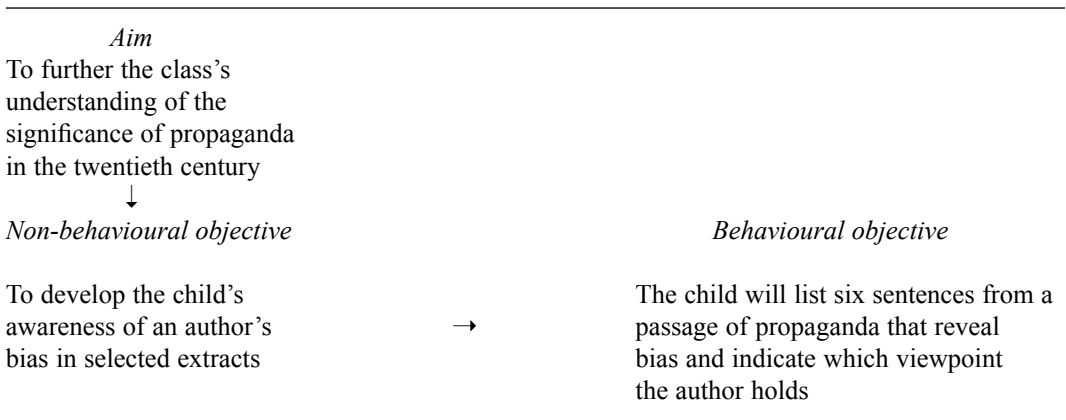 Aim
To further the class’s
understanding of the
significance of propaganda
in the twentieth century
↓
Non-behavioural objective
Behavioural objective
To develop the child’s
awareness of an author’s
bias in selected extracts
→
The child will list six sentences from a
passage of propaganda that reveal
bias and indicate which viewpoint
the author holds